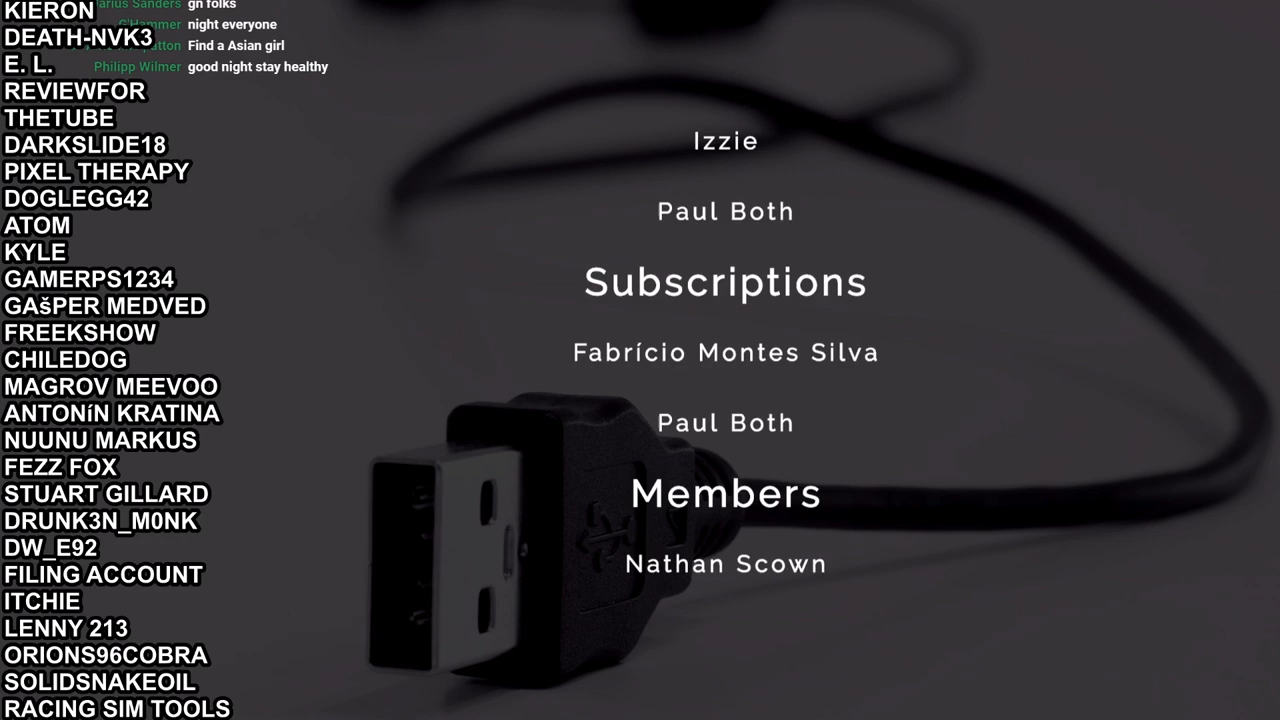 KIERON
DEATH-NVK3
E. L.
REVIEWFOR
THETUBE
DARKSLIDE18
PIXEL THERAPY
DOGLEGG42
ATOM
KYLE
GAMERPS1234
GAšPER MEDVED
FREEKSHOW
CHILEDOG
MAGROV MEEVOO
ANTONíN KRATINA
NUUNU MARKUS
FEZZ FOX
STUART GILLARD
DRUNK3N_M0NK
DW_E92
FILING ACCOUNT
ITCHIE
LENNY 213
ORIONS96COBRA
SOLIDSNAKEOIL
RACING SIM TOOLS
Sanders gn folks
G'Hammer night everyone
Find a Asian girl
Philipp Wilmer good night stay healthy
Izzie
Paul Both
Subscriptions
Fabrício Montes Silva
Paul Both
Members
Nathan Scown